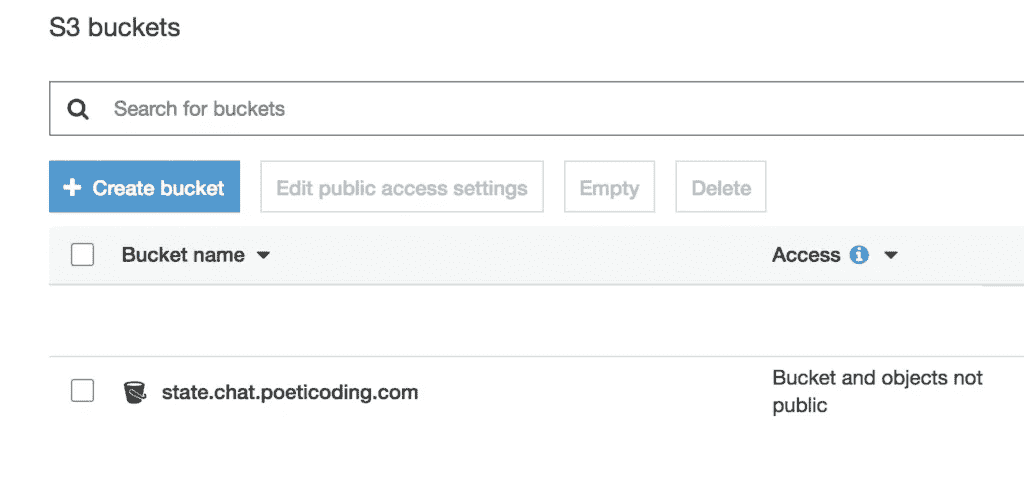 S3 buckets
Search for buckets
+ Create bucket Edit public access settings Empty Delete
Bucket name Access
state.chat.poeticoding.com Bucket and objects not
public